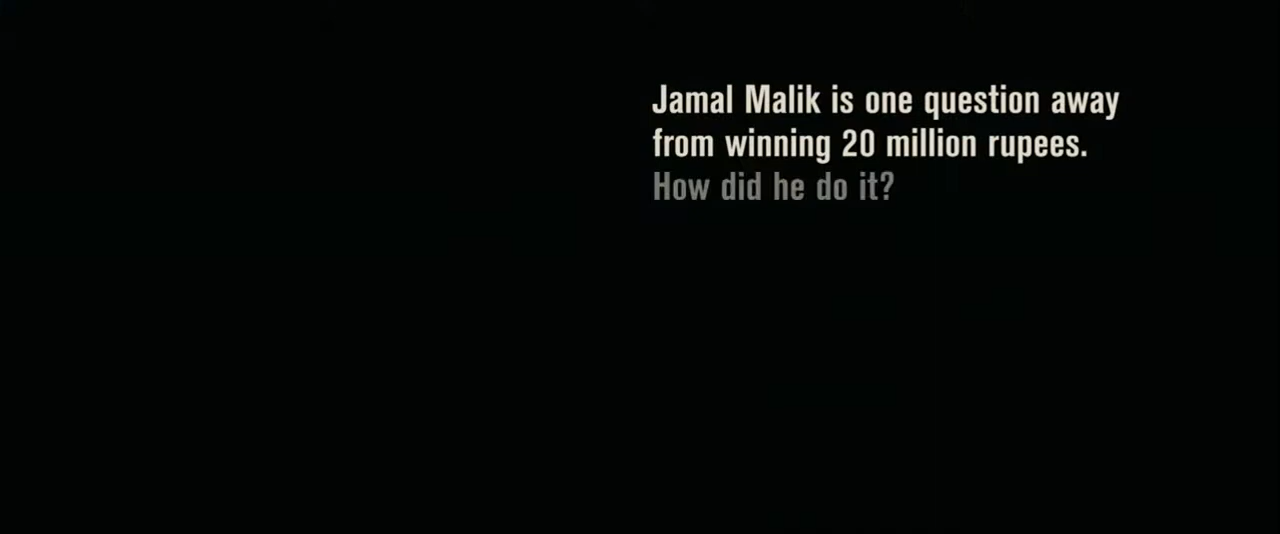 Jamal Malik is one question away
from winning 20 million rupees.
How did he do it?